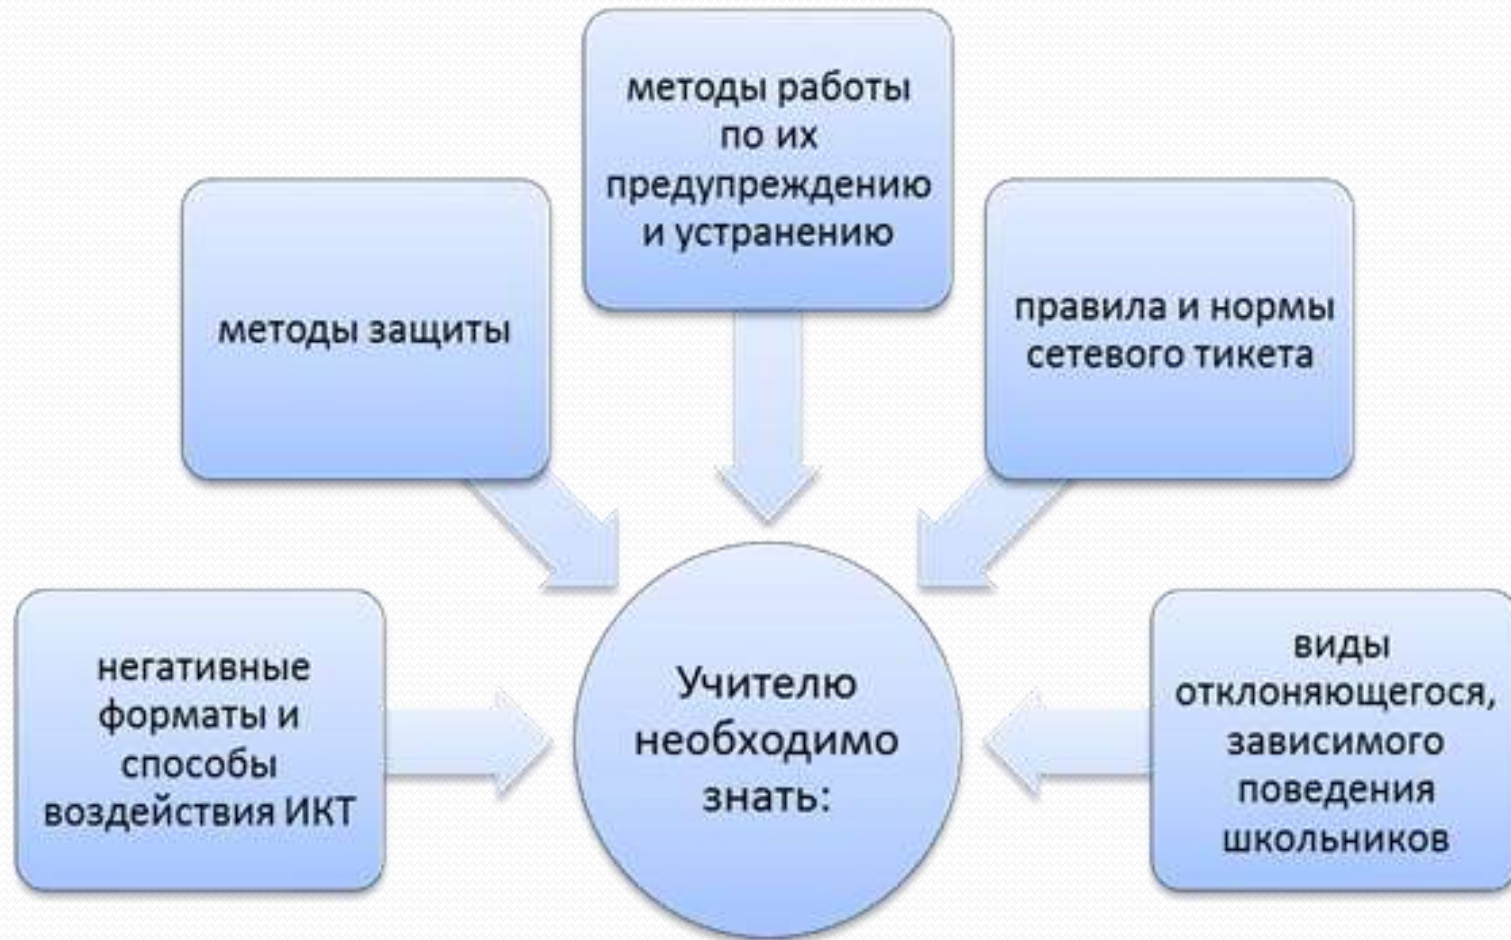 методы работы
по их
предупреждению
и устранению
методы защиты
правила и нормы
сетевого тикета
негативные
форматы и
способы
воздействия ИКТ
Учителю
необходимо
знать:
виды
отклоняющегося,
зависимого
поведения
школьников